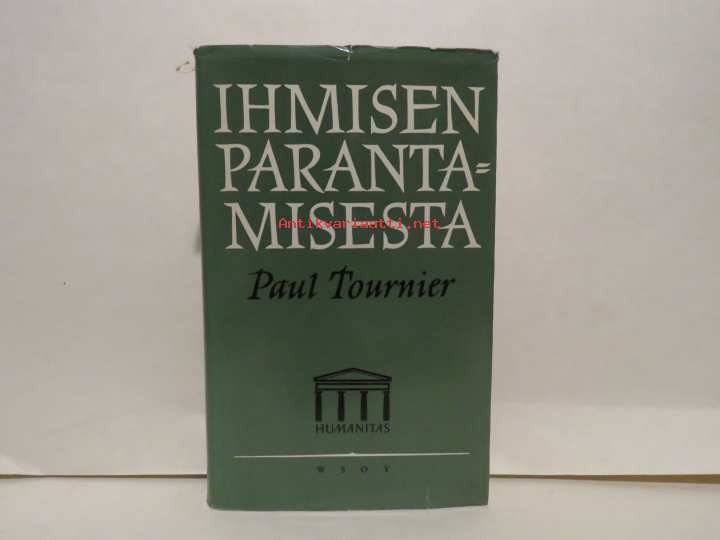 IHMISEN
PARANTA=
MISESTA
Antikvariaatti.net
Paul Tournier
HUMANITAS
WSOY